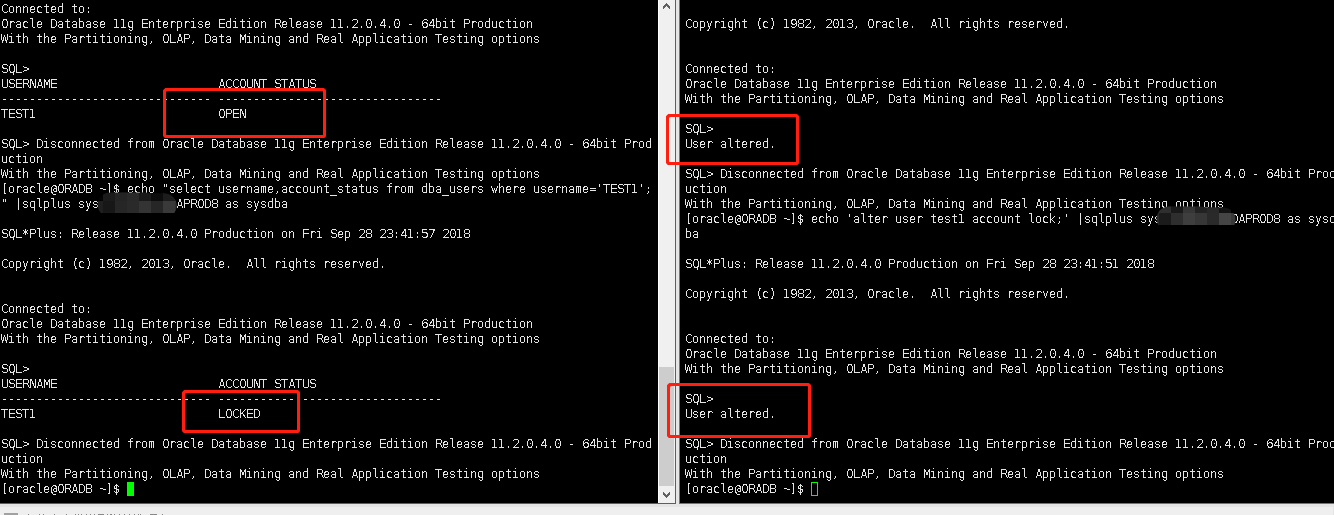 Connected to:
Oracle Database 11g Enterprise Edition Release 11.2.0.4.0 - 64bit Production
With the Partitioning, OLAP, Data Mining and Real Application Testing options
SQL>
USERNAME ACCOUNT STATUS
------------------------------ --------------------------------
TEST1 OPEN
SQL> Disconnected from Oracle Database 11g Enterprise Edition Release 11.2.0.4.0 - 64bit Prod
uction
With the Partitioning, OLAP, Data Mining and Real Application Testing options
[oracle@ORADB ~]$ echo "select username,account_status from dba_users where username='TEST1';
" |sqlplus sys APROD8 as sysdba
SQL*Plus: Release 11.2.0.4.0 Production on Fri Sep 28 23:41:57 2018
Copyright (c) 1982, 2013, Oracle.  All rights reserved.
Connected to:
Oracle Database 11g Enterprise Edition Release 11.2.0.4.0 - 64bit Production
With the Partitioning, OLAP, Data Mining and Real Application Testing options
SQL>
USERNAME ACCOUNT STATUS
------------------------------ --------------------------------
TEST1 LOCKED
SQL> Disconnected from Oracle Database 11g Enterprise Edition Release 11.2.0.4.0 - 64bit Prod
uction
With the Partitioning, OLAP, Data Mining and Real Application Testing options
[oracle@ORADB ~]$
Copyright (c) 1982, 2013, Oracle.  All rights reserved.
Connected to:
Oracle Database 11g Enterprise Edition Release 11.2.0.4.0 - 64bit Production
With the Partitioning, OLAP, Data Mining and Real Application Testing options
SQL>
User altered.
SQL> Disconnected from Oracle Database 11g Enterprise Edition Release 11.2.0.4.0 - 64bit Prod
uction
With the Partitioning, OLAP, Data Mining and Real Application Testing options
[oracle@ORADB ~]$ echo 'alter user test1 account lock;' |sqlplus sys OAPROD8 as sysd
ba
SQL*Plus: Release 11.2.0.4.0 Production on Fri Sep 28 23:41:51 2018
Copyright (c) 1982, 2013, Oracle.  All rights reserved.
Connected to:
Oracle Database 11g Enterprise Edition Release 11.2.0.4.0 - 64bit Production
With the Partitioning, OLAP, Data Mining and Real Application Testing options
SQL>
User altered.
SQL> Disconnected from Oracle Database 11g Enterprise Edition Release 11.2.0.4.0 - 64bit Prod
uction
With the Partitioning, OLAP, Data Mining and Real Application Testing options
[oracle@ORADB ~]$